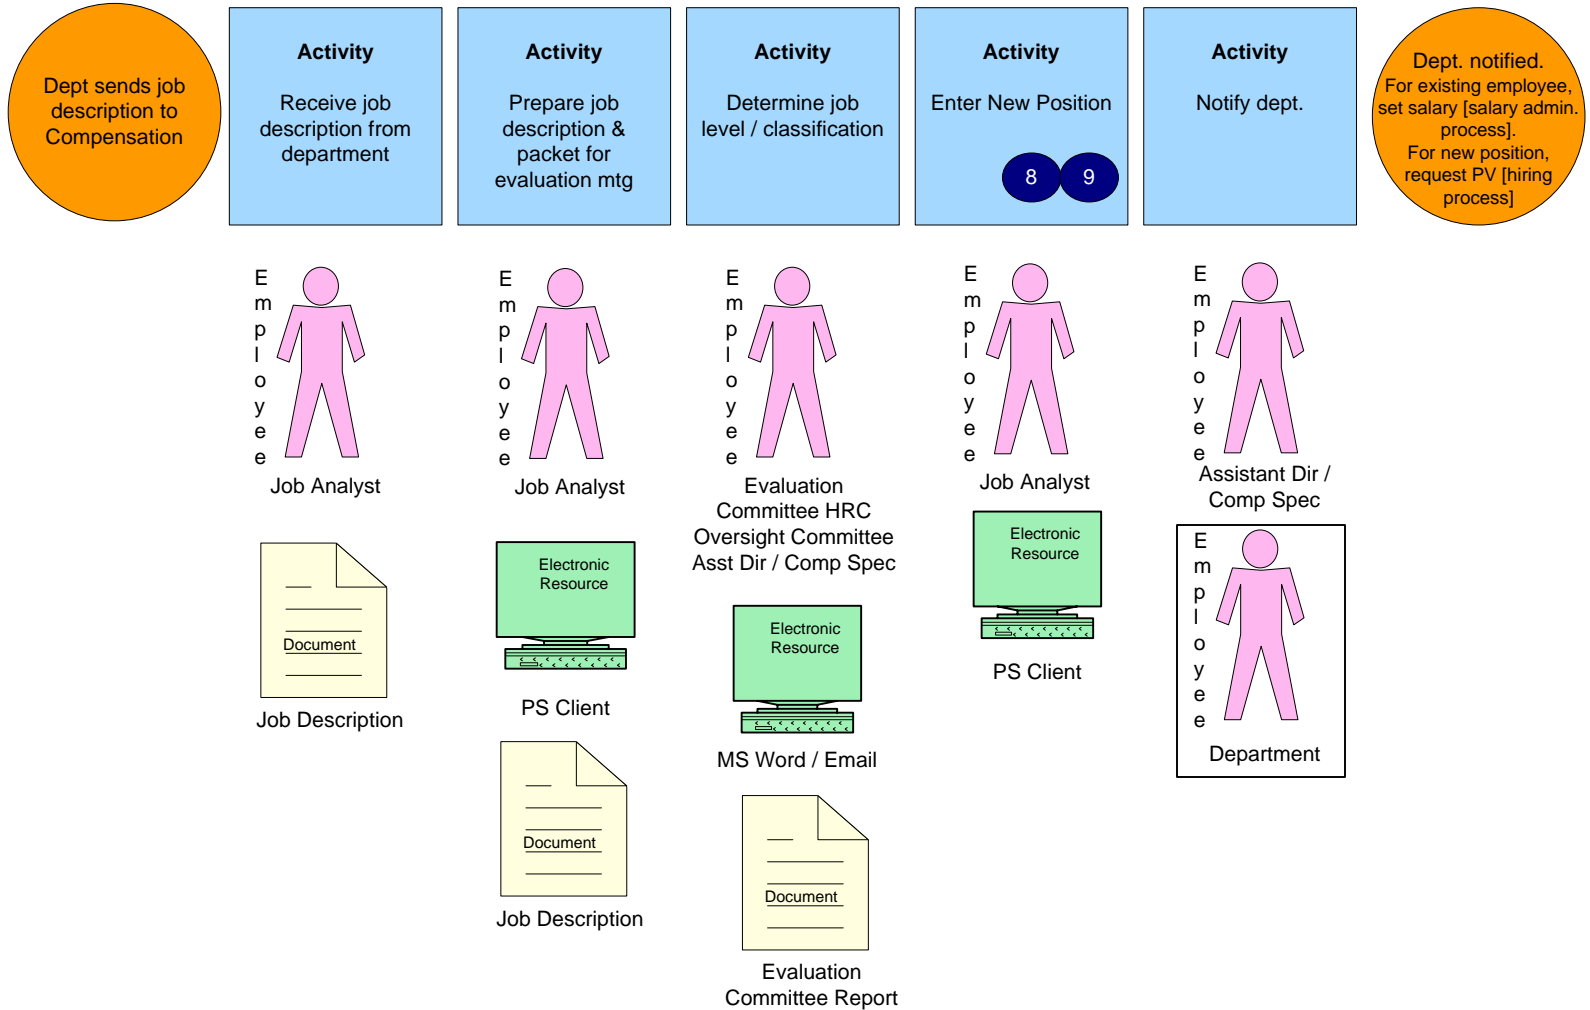 Dept sends job
description to
Compensation
Activity
Receive job
description from
department
Activity
Prepare job
description &
packet for
evaluation mtg
Activity
Determine job
level / classification
Activity
Enter New Position
8
9
Activity
Notify dept.
Dept. notified.
For existing employee,
set salary [salary admin.
process].
For new position,
request PV [hiring
process]
Employee
Job Analyst
Document
Job Description
Employee
Job Analyst
Electronic
Resource
PS Client
Document
Job Description
Employee
Evaluation
Committee HRC
Oversight Committee
Asst Dir / Comp Spec
Electronic
Resource
MS Word / Email
Document
Evaluation
Committee Report
Employee
Job Analyst
Electronic
Resource
PS Client
Employee
Assistant Dir /
Comp Spec
Employee
Department